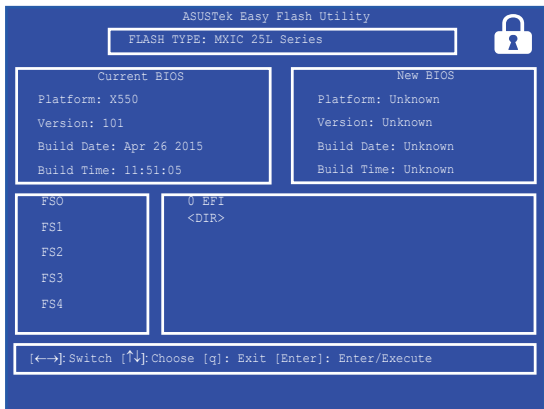 ASUSTek Easy Flash Utility
FLASH TYPE: MXIC 25L Series
Current BIOS
Platform: X550
Version: 101
Build Date: Apr 26 2015
Build Time: 11:51:05
New BIOS
Platform: Unknown
Version: Unknown
Build Date: Unknown
Build Time: Unknown
FSO
FS1
FS2
FS3
FS4
0 EFI
<DIR>
[←→]: Switch [↑↓]: Choose [q]: Exit [Enter]: Enter/Execute